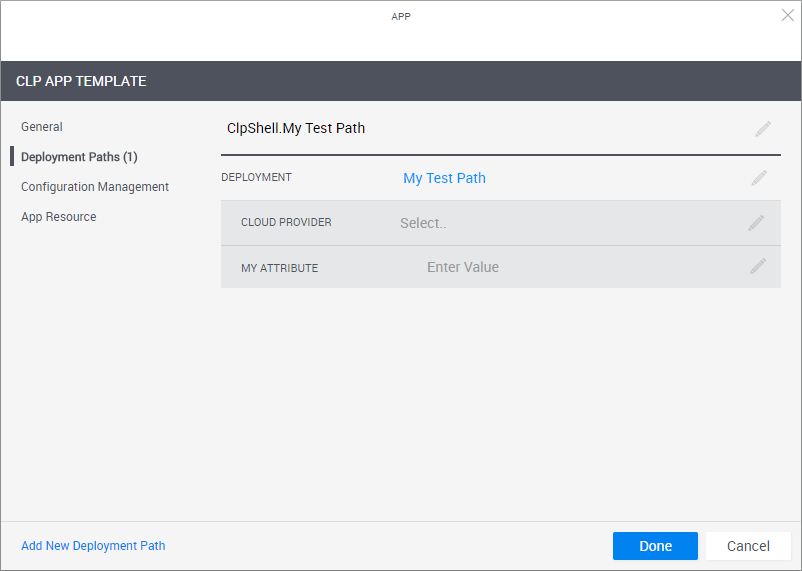 APP
CLP APP TEMPLATE
General
Deployment Paths (1)
Configuration Management
App Resource
ClpShell.My Test Path
DEPLOYMENT My Test Path
CLOUD PROVIDER Select..
MY ATTRIBUTE Enter Value
Add New Deployment Path
Done Cancel